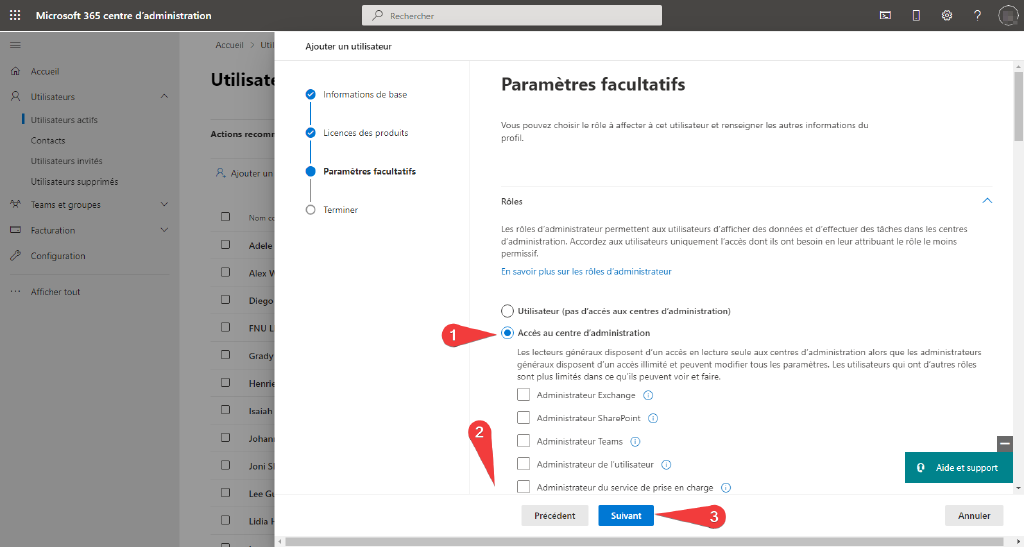 Microsoft 365 centre d'administration
Rechercher
Accueil
Utilisateurs
Utilisateurs actifs
Contacts
Utilisateurs invités
Utilisateurs supprimés
Teams et groupes
Facturation
Configuration
Afficher tout
Accueil > Util
Utilisate
Actions recomm
Ajouter un
Nom co
Adele
Alex W
Diego
FNU L
Grady
Henrie
Isaiah
Johan
Joni S
Lee Gu
Lidia H
Ajouter un utilisateur
Informations de base
Licences des produits
Paramètres facultatifs
Terminer
Paramètres facultatifs
Vous pouvez choisir le rôle à affecter à cet utilisateur et renseigner les autres informations du
profil.
Rôles
Les rôles d'administrateur permettent aux utilisateurs d'afficher des données et d'effectuer des tâches dans les centres
d'administration. Accordez aux utilisateurs uniquement l'accès dont ils ont besoin en leur attribuant le rôle le moins
permissif.
En savoir plus sur les rôles d'administrateur
Utilisateur (pas d'accès aux centres d'administration)
1
Accès au centre d'administration
Les lecteurs généraux disposent d'un accès en lecture seule aux centres d'administration alors que les administrateurs
généraux disposent d'un accès illimité et peuvent modifier tous les paramètres. Les utilisateurs qui ont d'autres rôles
sont plus limités dans ce qu'ils peuvent voir et faire.
Administrateur Exchange
Administrateur SharePoint
2
Administrateur Teams
Administrateur de l'utilisateur
Administrateur du service de prise en charge
Aide et support
Précédent
Suivant
3
Annuler